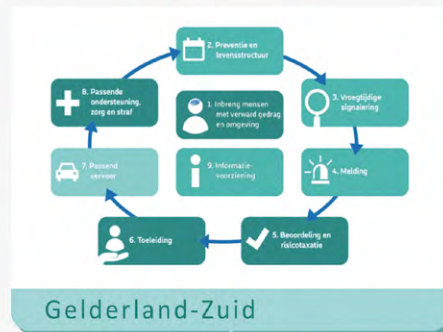 2. Preventie en
levensstructuur
8. Passende
ondersteuning,
zorg en straf
1. Inbreng mensen
met verward gedrag
en omgeving
3. Vroegtijdige
signalering
7. Passend
vervoer
9. Informatie-
voorziening
4. Melding
6. Toeleiding
5. Beoordeling en
risicotaxatie
Gelderland-Zuid